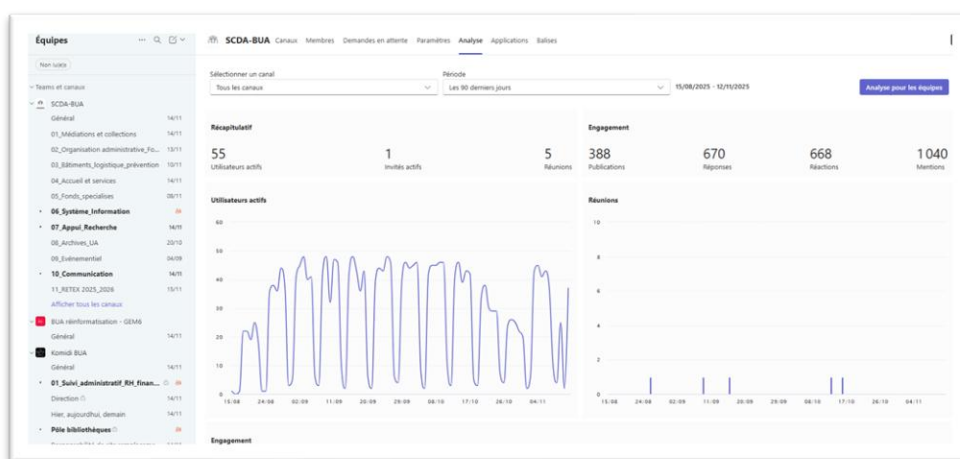 Équipes
Non lu(e)s
Teams et canaux
SCDA-BUA
Général 14/11
01_Médiations et collections 14/11
02_Organisation administrative_Fo... 13/11
03_Bâtiments_logistique_prévention 10/11
04_Accueil et services 14/11
05_Fonds_specialises 08/11
06_Système_Information
07_Appui_Recherche 14/11
08_Archives_UA 20/10
09_Evénementiel 04/09
10_Communication 14/11
11_RETEX 2025_2026 15/11
Afficher tous les canaux
BUA réinformatisation - GEM6
Général 14/11
Komidi BUA
Général 14/11
01_Suivi_administratif_RH_finan...
Direction 14/11
Hier, aujourd'hui, demain 14/11
Pôle bibliothèques
SCDA-BUA Canaux Membres Demandes en attente Paramètres Analyse Applications Balises
Sélectionner un canal
Tous les canaux
Période
Les 90 derniers jours
15/08/2025 - 12/11/2025
Analyse pour les équipes
Récapitulatif
55
Utilisateurs actifs
1
Invités actifs
5
Réunions
Engagement
388
Publications
670
Réponses
668
Réactions
1 040
Mentions
Utilisateurs actifs
60
50
40
30
20
10
0
15/08 24/08 02/09 11/09 20/09 29/09 08/10 17/10 26/10 04/11
Réunions
10
8
6
4
2
0
15/08 24/08 02/09 11/09 20/09 29/09 08/10 17/10 26/10 04/11
Engagement